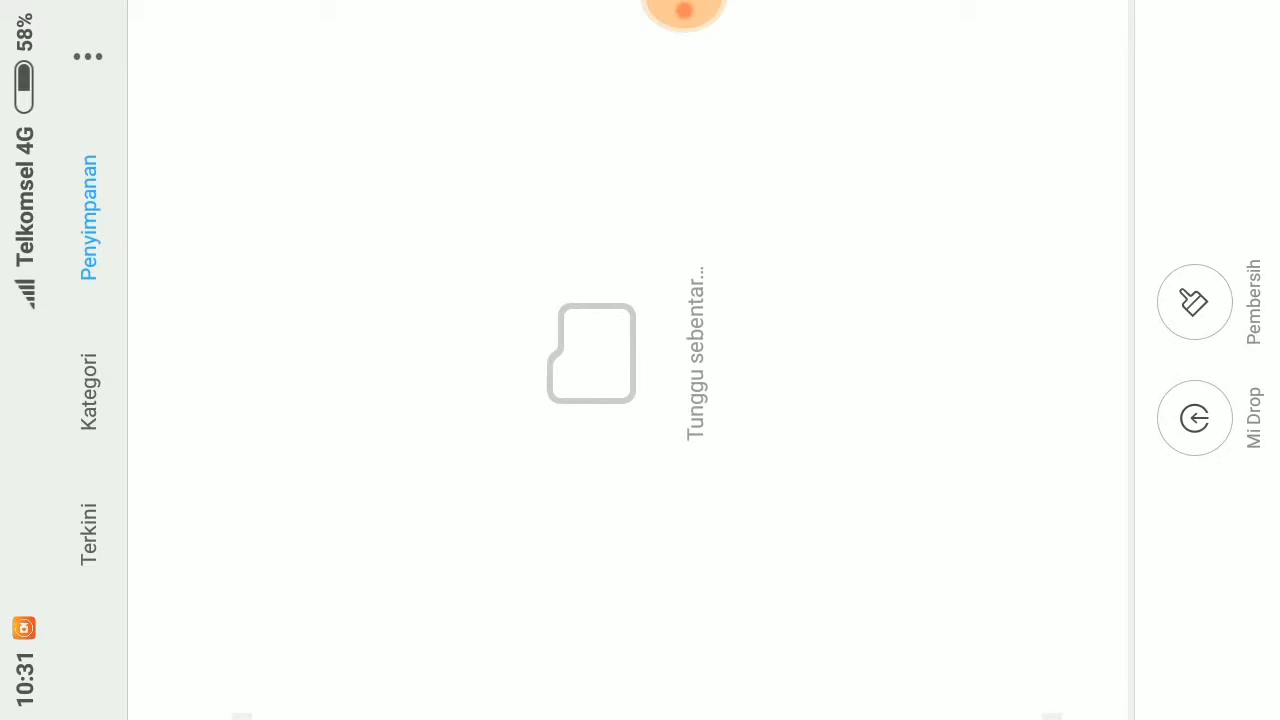 10:31
Telkomsel 4G
58%
Terkini
Kategori
Penyimpanan
Tunggu sebentar...
Mi Drop
Pembersih